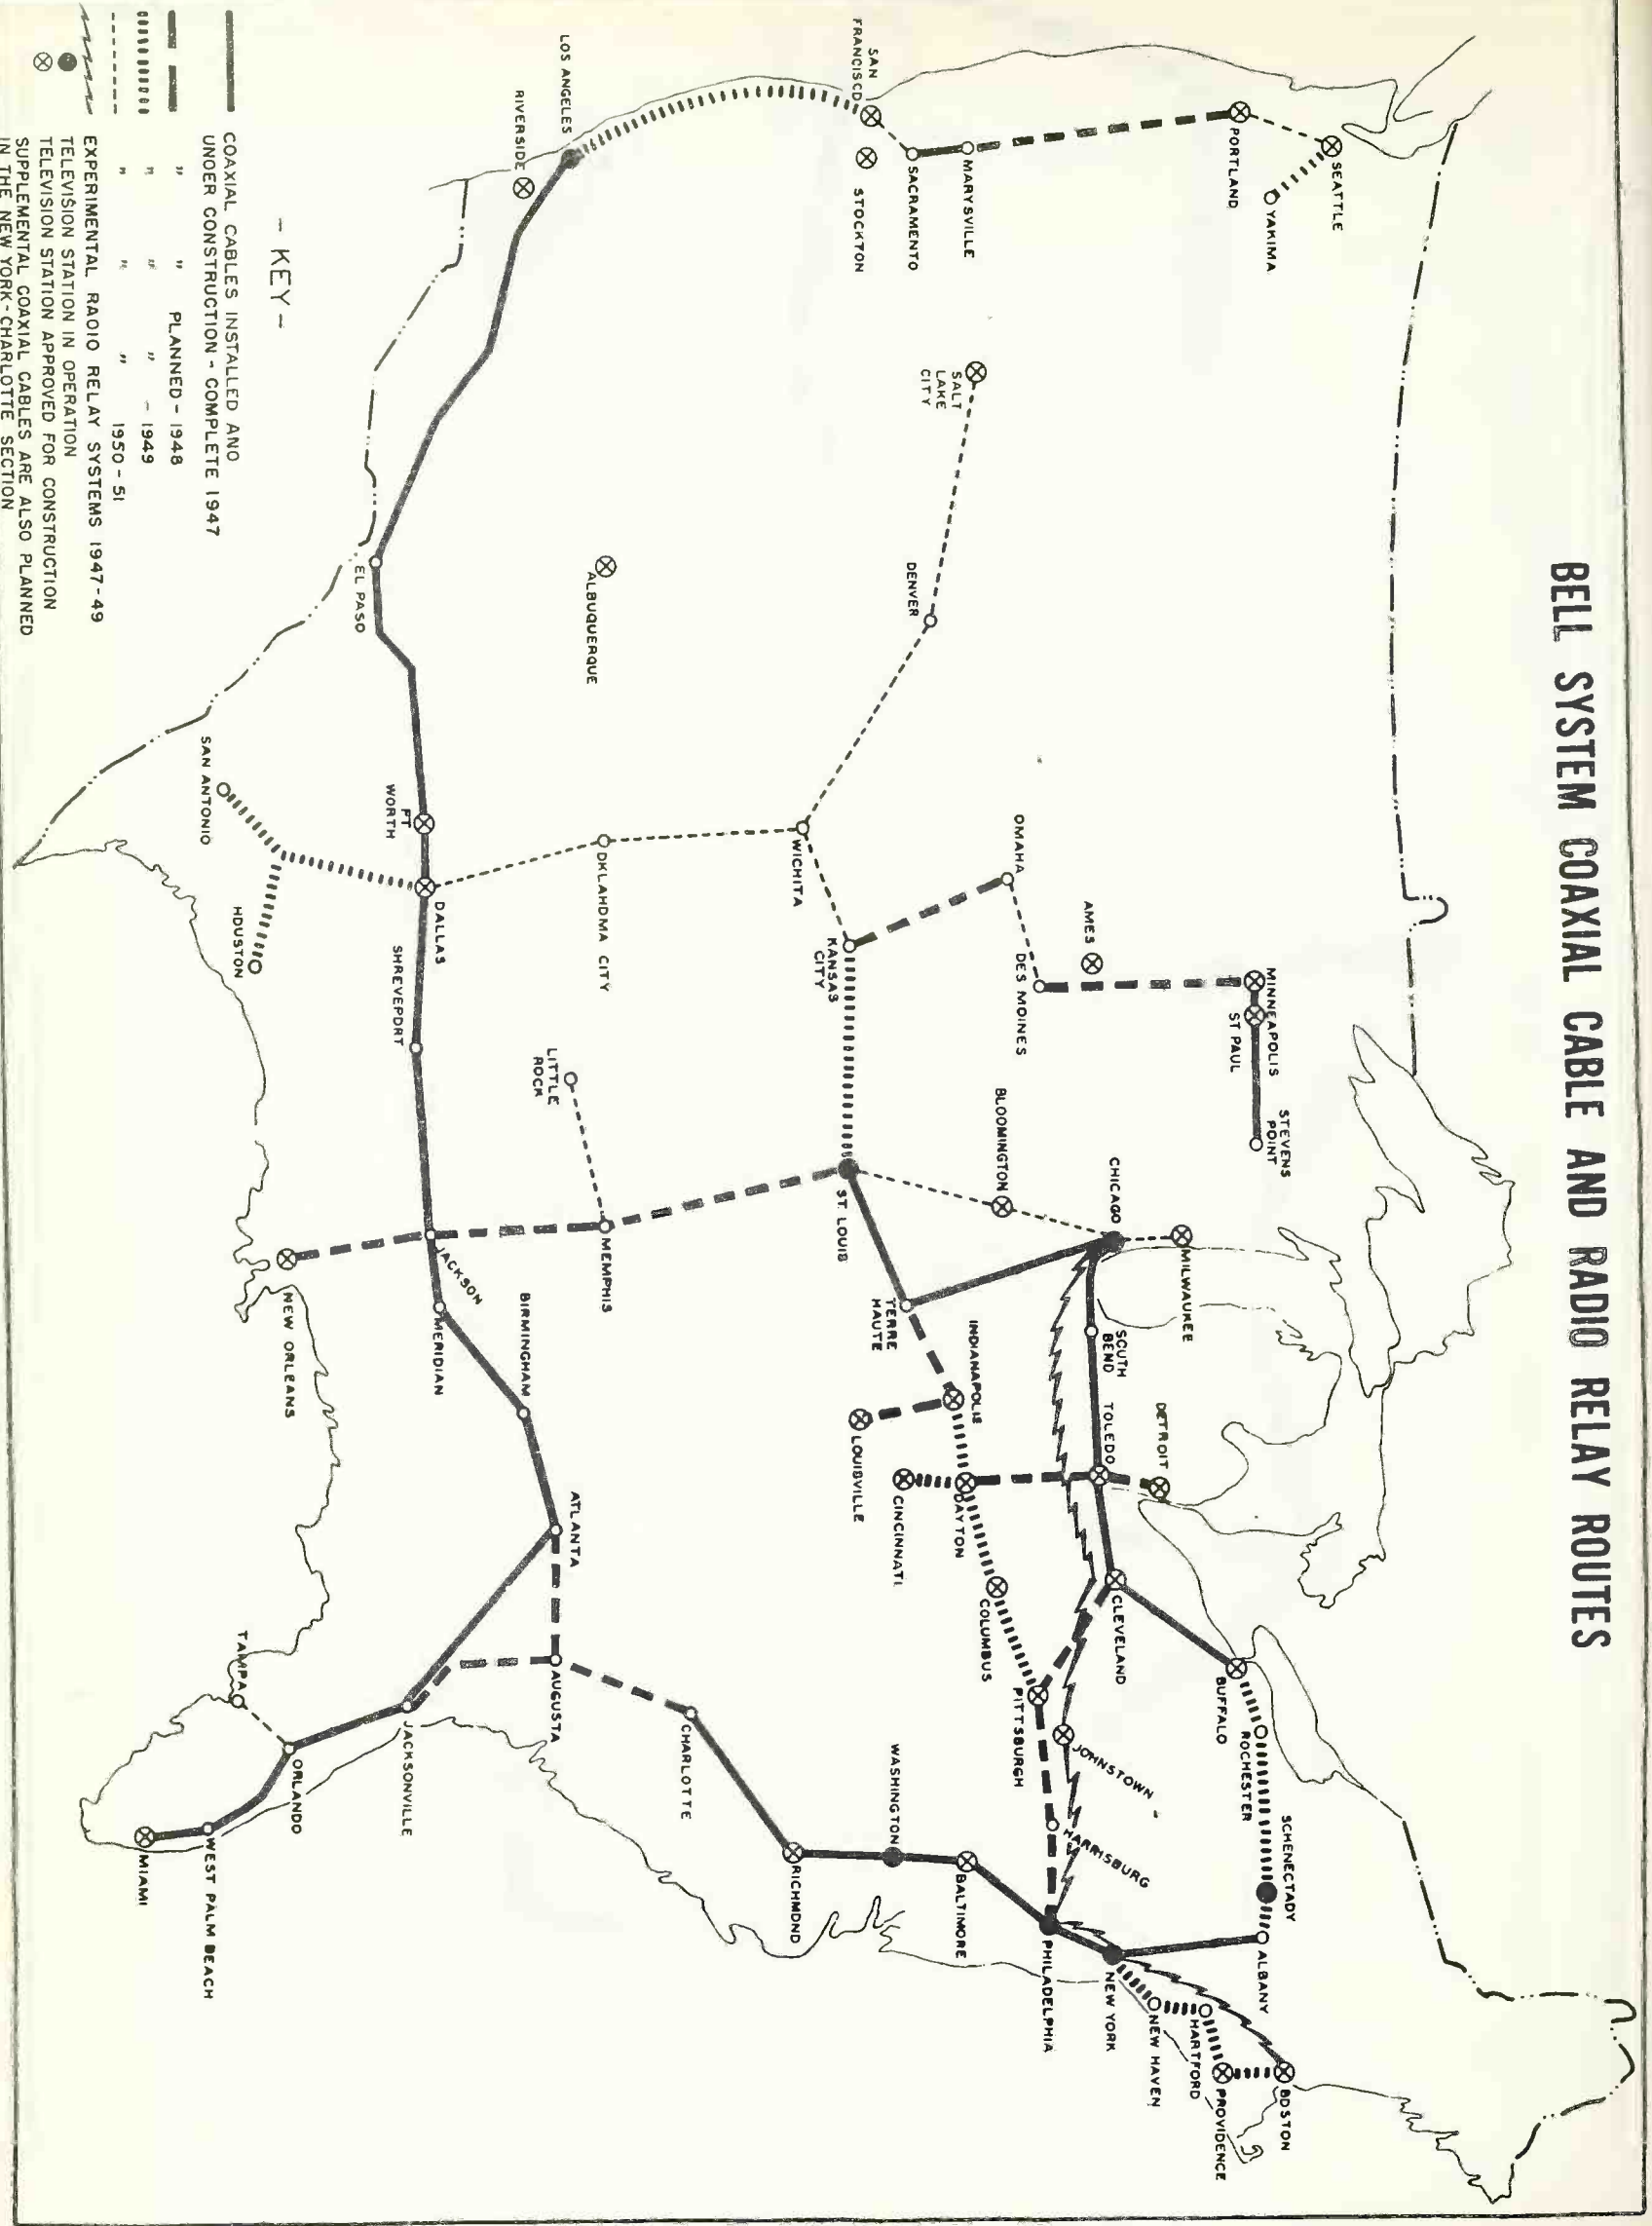 BELL SYSTEM COAXIAL CABLE AND RADIO RELAY ROUTES
SEATTLE
YAKIMA
PORTLAND
MARYSVILLE
SACRAMENTO
SAN
FRANCISCO
STOCKTON
LOS ANGELES
RIVERSIDE
SALT
LAKE
CITY
DENVER
ALBUQUERQUE
EL PASO
SAN ANTONIO
HOUSTON
FT
WORTH
DALLAS
SHREVEPORT
OKLAHOMA CITY
WICHITA
OMAHA
KANSAS
CITY
AMES
DES MOINES
MINNEAPOLIS
ST PAUL
STEVENS
POINT
LITTLE
ROCK
MEMPHIS
ST. LOUIS
BLOOMINGTON
CHICAGO
MILWAUKEE
TERRE
HAUTE
INDIANAPOLIS
LOUISVILLE
SOUTH
BEND
TOLEDO
DETROIT
DAYTON
CINCINNATI
COLUMBUS
CLEVELAND
PITTSBURGH
JOHNSTOWN
HARRISBURG
BUFFALO
ROCHESTER
SCHENECTADY
ALBANY
BOSTON
PROVIDENCE
HARTFORD
NEW HAVEN
NEW YORK
PHILADELPHIA
BALTIMORE
WASHINGTON
RICHMOND
CHARLOTTE
AUGUSTA
ATLANTA
BIRMINGHAM
MERIDIAN
JACKSON
NEW ORLEANS
JACKSONVILLE
TAMPA
ORLANDO
WEST PALM BEACH
MIAMI
- KEY -
COAXIAL CABLES INSTALLED AND
UNDER CONSTRUCTION - COMPLETE 1947
" " " PLANNED - 1948
" " " - 1949
" " " 1950 - 51
EXPERIMENTAL RADIO RELAY SYSTEMS 1947-49
TELEVISION STATION IN OPERATION
TELEVISION STATION APPROVED FOR CONSTRUCTION
SUPPLEMENTAL COAXIAL CABLES ARE ALSO PLANNED
IN THE NEW YORK - CHARLOTTE SECTION